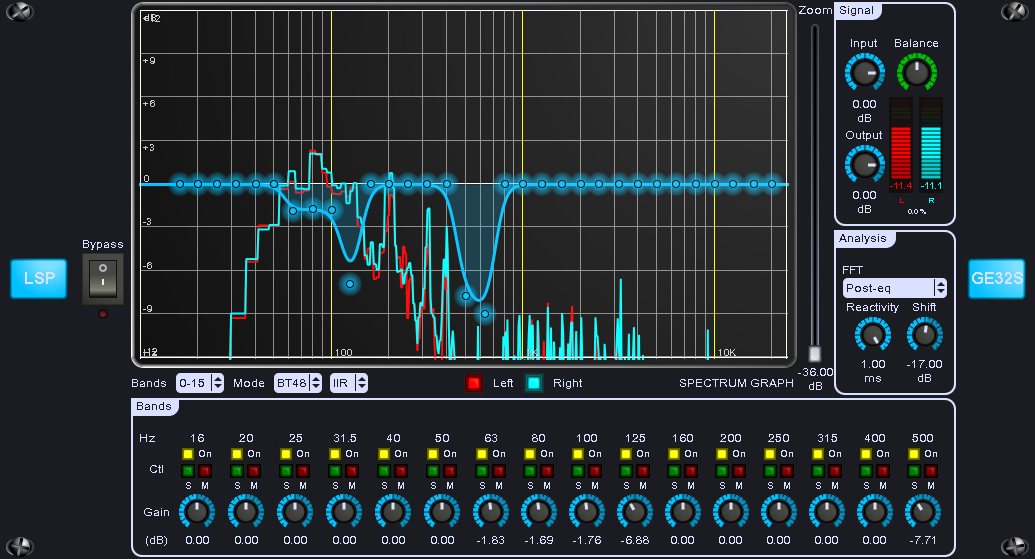 Zoom
Signal
dB
+9
+6
+3
0
-3
-6
-9
100
10K
Input Balance
0.00
dB
Output
0.00
dB
-11.4 -11.1
L R
0.0 %
Bypass
LSP
GE32S
Analysis
FFT
Post-eq
Reactivity Shift
1.00
ms
-17.00
dB
-36.00
dB
Bands 0-15 Mode BT48 IIR Left Right SPECTRUM GRAPH
Bands
Hz 16 20 25 31.5 40 50 63 80 100 125 160 200 250 315 400 500
On On On On On On On On On On On On On On On On
Ctl
S M S M S M S M S M S M S M S M S M S M S M S M S M S M S M S M
Gain
(dB) 0.00 0.00 0.00 0.00 0.00 0.00 -1.83 -1.69 -1.76 -6.88 0.00 0.00 0.00 0.00 0.00 -7.71